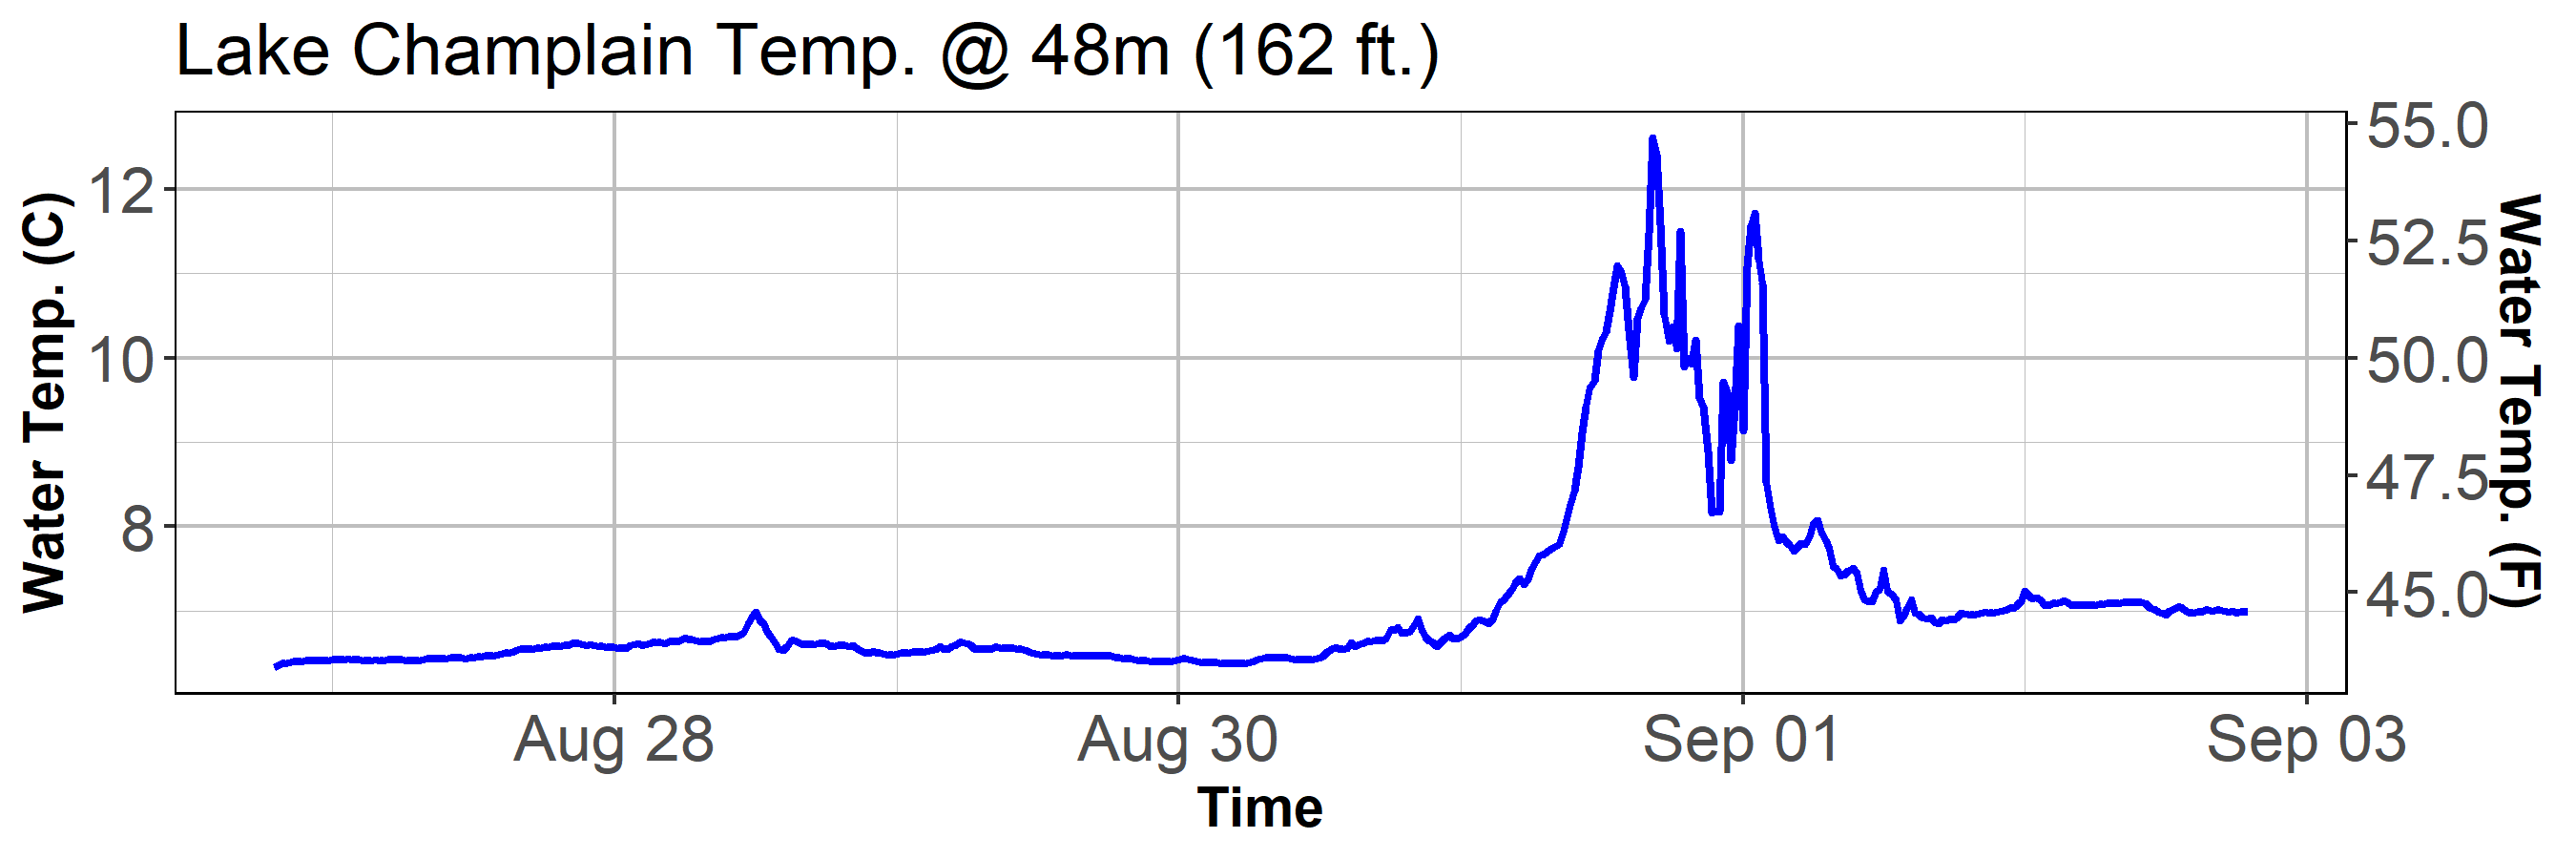 Lake Champlain Temp. @ 48m (162 ft.)
Water Temp. (C)
12
10
8
55.0
52.5
50.0
47.5
45.0
Water Temp. (F)
Aug 28
Aug 30
Sep 01
Sep 03
Time